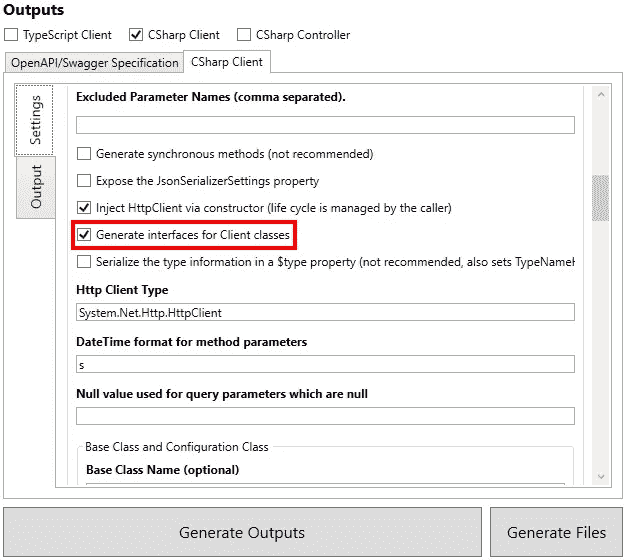 Outputs
TypeScript Client CSharp Client CSharp Controller
OpenAPI/Swagger Specification CSharp Client
Settings
Output
Excluded Parameter Names (comma separated).
Generate synchronous methods (not recommended)
Expose the JsonSerializerSettings property
Inject HttpClient via constructor (life cycle is managed by the caller)
Generate interfaces for Client classes
Serialize the type information in a $type property (not recommended, also sets TypeName
Http Client Type
System.Net.Http.HttpClient
DateTime format for method parameters
s
Null value used for query parameters which are null
Base Class and Configuration Class
Base Class Name (optional)
Generate Outputs Generate Files